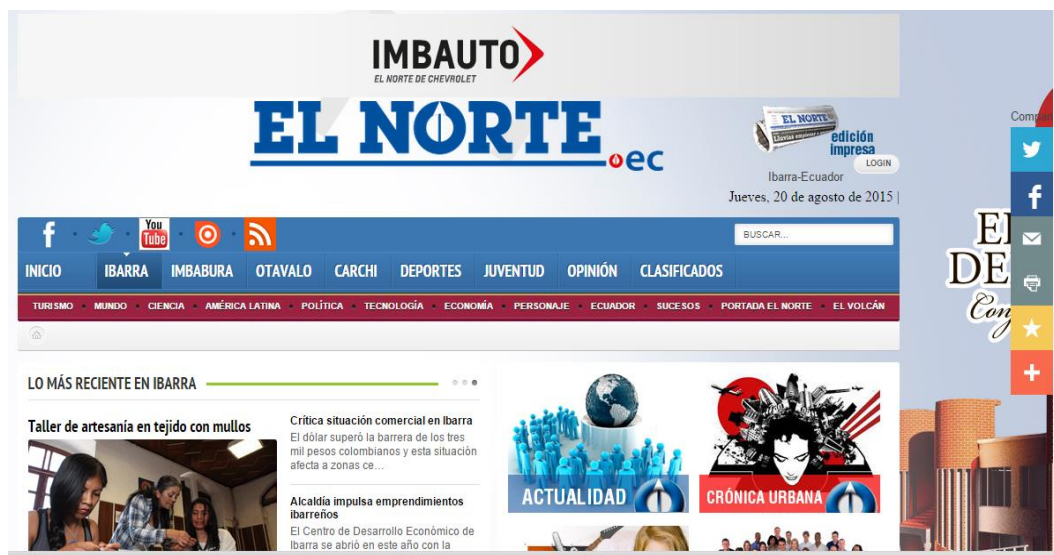 IMBAUTO
EL NORTE DE CHEVROLET
EL NORTE.ec
EL NORTE
edición
impresa
LOGIN
Ibarra-Ecuador
Jueves, 20 de agosto de 2015 |
You
Tube
BUSCAR...
INICIO IBARRA IMBABURA OTAVALO CARCHI DEPORTES JUVENTUD OPINIÓN CLASIFICADOS
TURISMO MUNDO CIENCIA AMÉRICA LATINA POLÍTICA TECNOLOGÍA ECONOMÍA PERSONAJE ECUADOR SUCESOS PORTADA EL NORTE EL VOLCÁN
LO MÁS RECIENTE EN IBARRA
Taller de artesanía en tejido con mullos
Crítica situación comercial en Ibarra
El dólar superó la barrera de los tres
mil pesos colombianos y esta situación
afecta a zonas ce...
Alcaldía impulsa emprendimientos
ibarreños
El Centro de Desarrollo Económico de
Ibarra se abrió en este año con la
ACTUALIDAD
CRÓNICA URBANA
DE